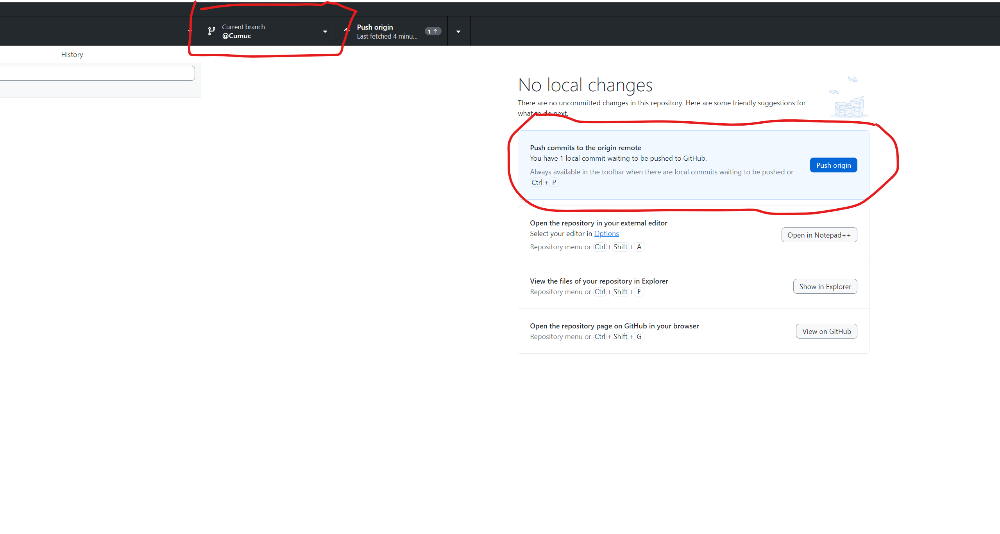 Current branch
@Cumuc
Push origin
Last fetched 4 minu...
1
History
No local changes
There are no uncommitted changes in this repository. Here are some friendly suggestions for
what to do next.
Push commits to the origin remote
You have 1 local commit waiting to be pushed to GitHub.
Always available in the toolbar when there are local commits waiting to be pushed or
Ctrl + P
Push origin
Open the repository in your external editor
Select your editor in Options
Repository menu or Ctrl + Shift + A
Open in Notepad++
View the files of your repository in Explorer
Repository menu or Ctrl + Shift + F
Show in Explorer
Open the repository page on GitHub in your browser
Repository menu or Ctrl + Shift + G
View on GitHub